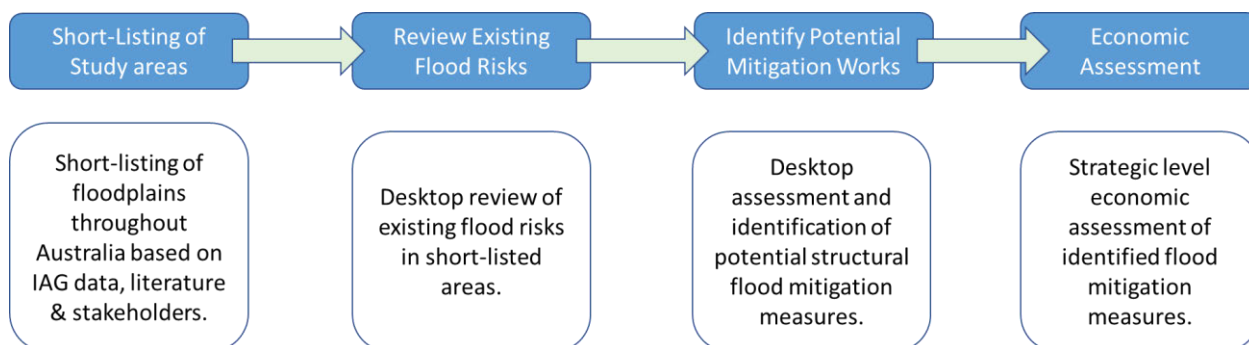 Short-Listing of
Study areas
Review Existing
Flood Risks
Identify Potential
Mitigation Works
Economic
Assessment
Short-listing of
floodplains
throughout
Australia based on
IAG data, literature
& stakeholders.
Desktop review of
existing flood risks
in short-listed
areas.
Desktop
assessment and
identification of
potential structural
flood mitigation
measures.
Strategic level
economic
assessment of
identified flood
mitigation
measures.